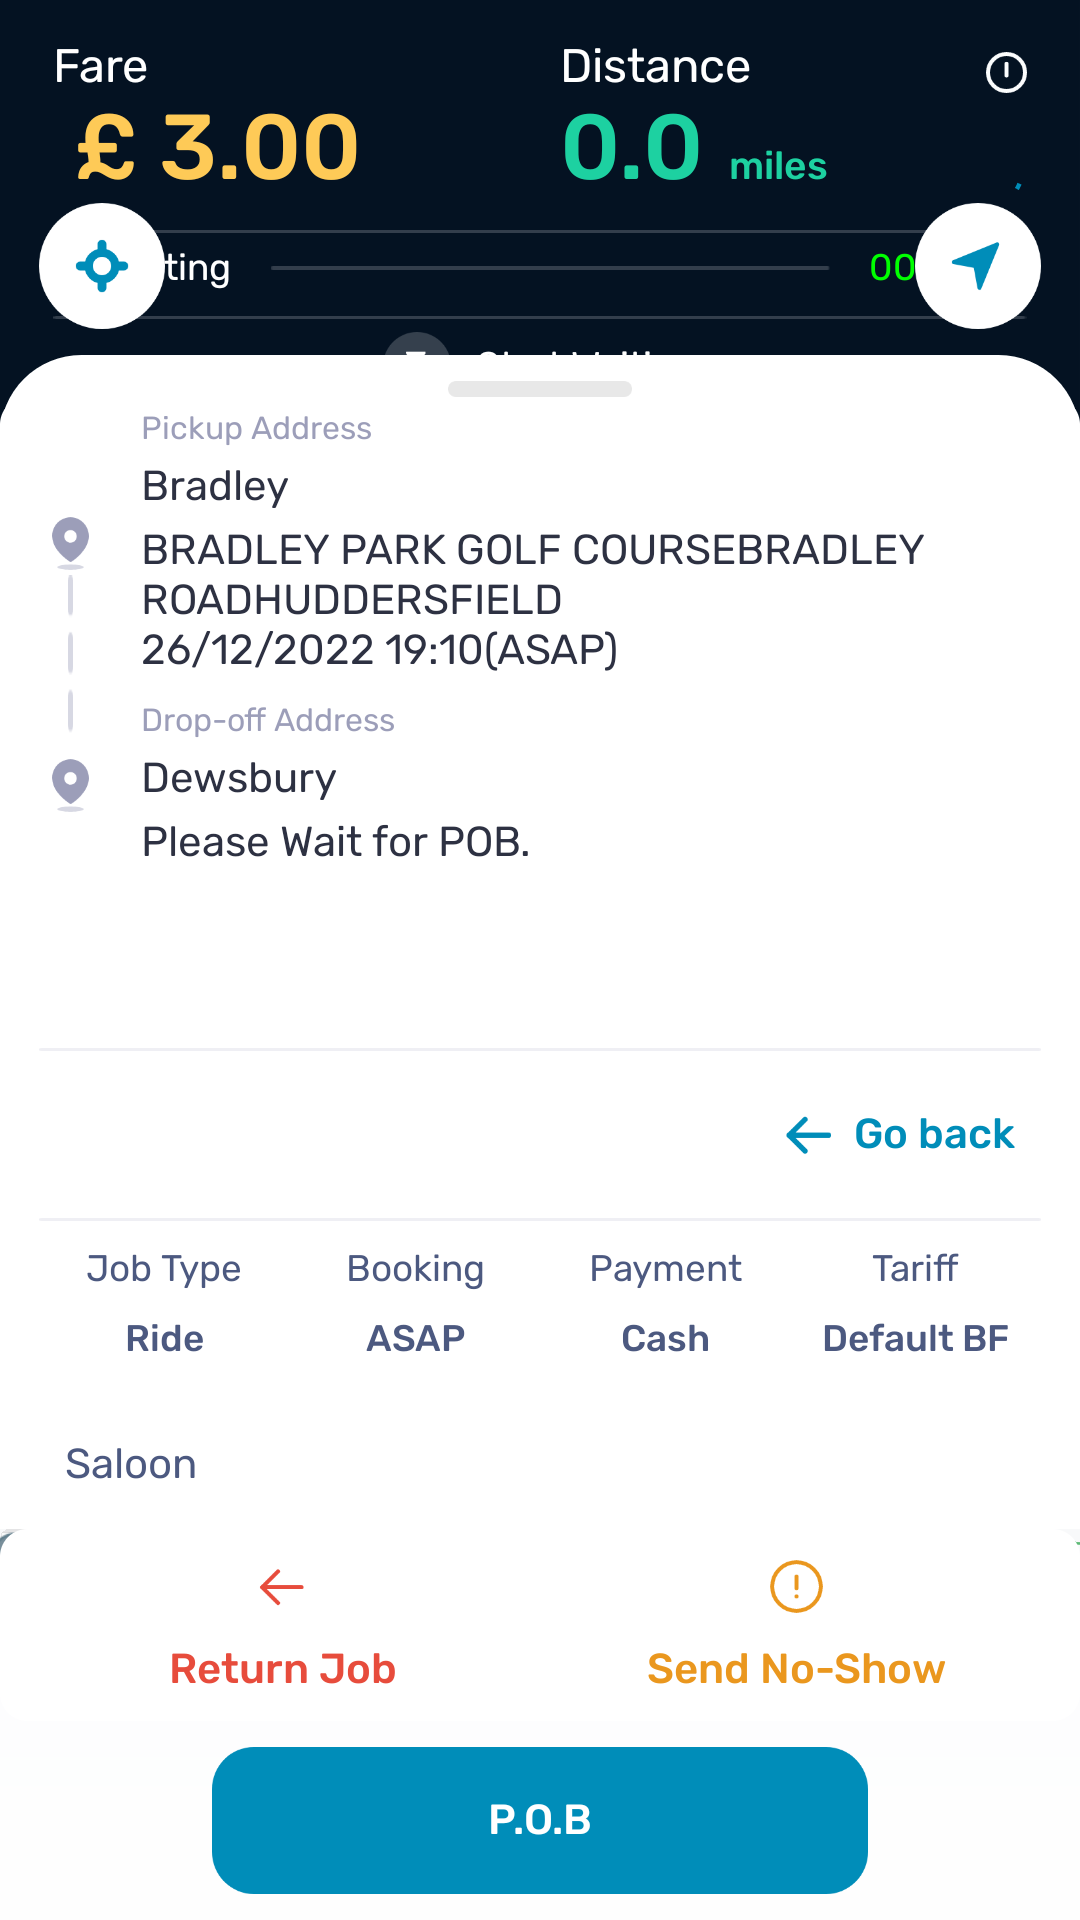 Fare
Distance
£ 3.00
0.0 miles
ting
00
Pickup Address
Bradley
BRADLEY PARK GOLF COURSEBRADLEY
ROADHUDDERSFIELD
26/12/2022 19:10(ASAP)
Drop-off Address
Dewsbury
Please Wait for POB.
Go back
Job Type
Booking
Payment
Tariff
Ride
ASAP
Cash
Default BF
Saloon
Return Job
Send No-Show
P.O.B